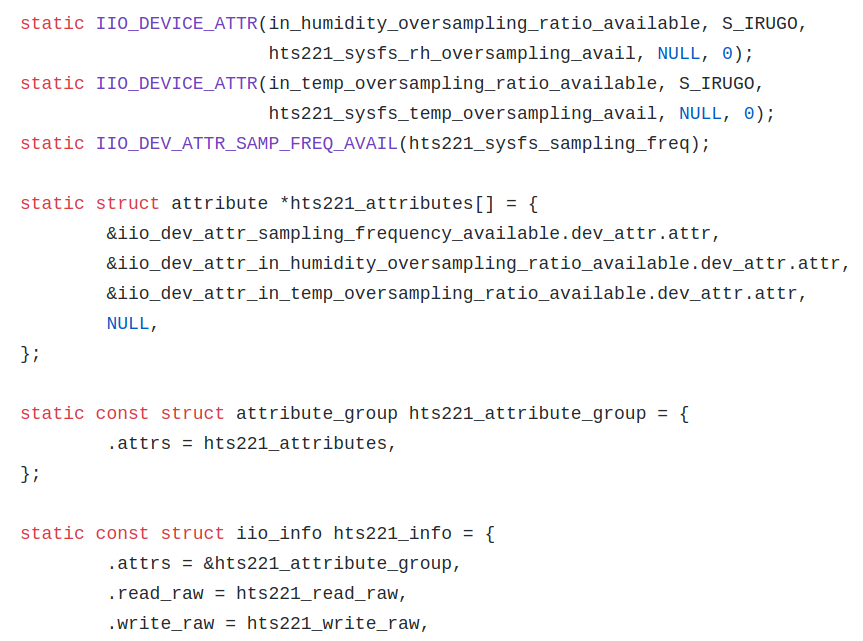 static IIO_DEVICE_ATTR(in_humidity_oversampling_ratio_available, S_IRUGO,
                       hts221_sysfs_rh_oversampling_avail, NULL, 0);
static IIO_DEVICE_ATTR(in_temp_oversampling_ratio_available, S_IRUGO,
                       hts221_sysfs_temp_oversampling_avail, NULL, 0);
static IIO_DEV_ATTR_SAMP_FREQ_AVAIL(hts221_sysfs_sampling_freq);

static struct attribute *hts221_attributes[] = {
        &iio_dev_attr_sampling_frequency_available.dev_attr.attr,
        &iio_dev_attr_in_humidity_oversampling_ratio_available.dev_attr.attr,
        &iio_dev_attr_in_temp_oversampling_ratio_available.dev_attr.attr,
        NULL,
};

static const struct attribute_group hts221_attribute_group = {
        .attrs = hts221_attributes,
};

static const struct iio_info hts221_info = {
        .attrs = &hts221_attribute_group,
        .read_raw = hts221_read_raw,
        .write_raw = hts221_write_raw,